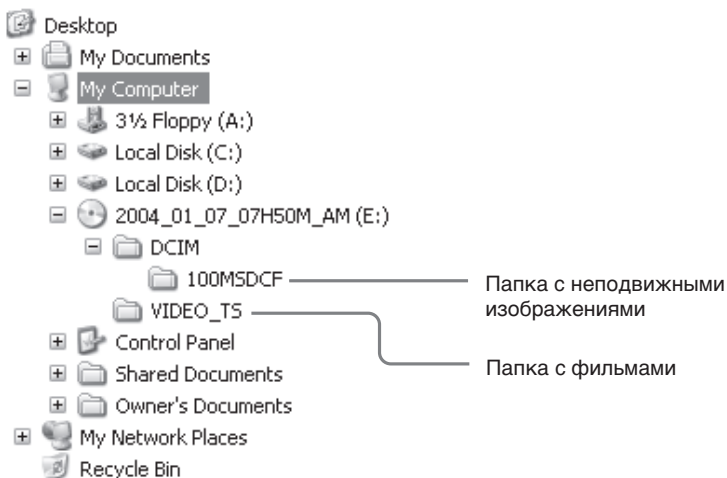 Desktop
My Documents
My Computer
3½ Floppy (A:)
Local Disk (C:)
Local Disk (D:)
2004_01_07_07H50M_AM (E:)
DCIM
100MSDCF
Папка с неподвижными
изображениями
VIDEO_TS
Папка с фильмами
Control Panel
Shared Documents
Owner's Documents
My Network Places
Recycle Bin